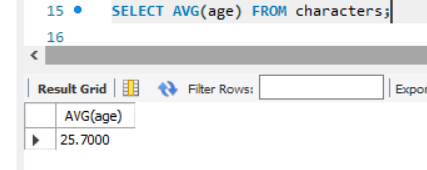 15 SELECT AVG(age) FROM characters;
16
Result Grid Filter Rows: Expor
AVG(age)
25.7000